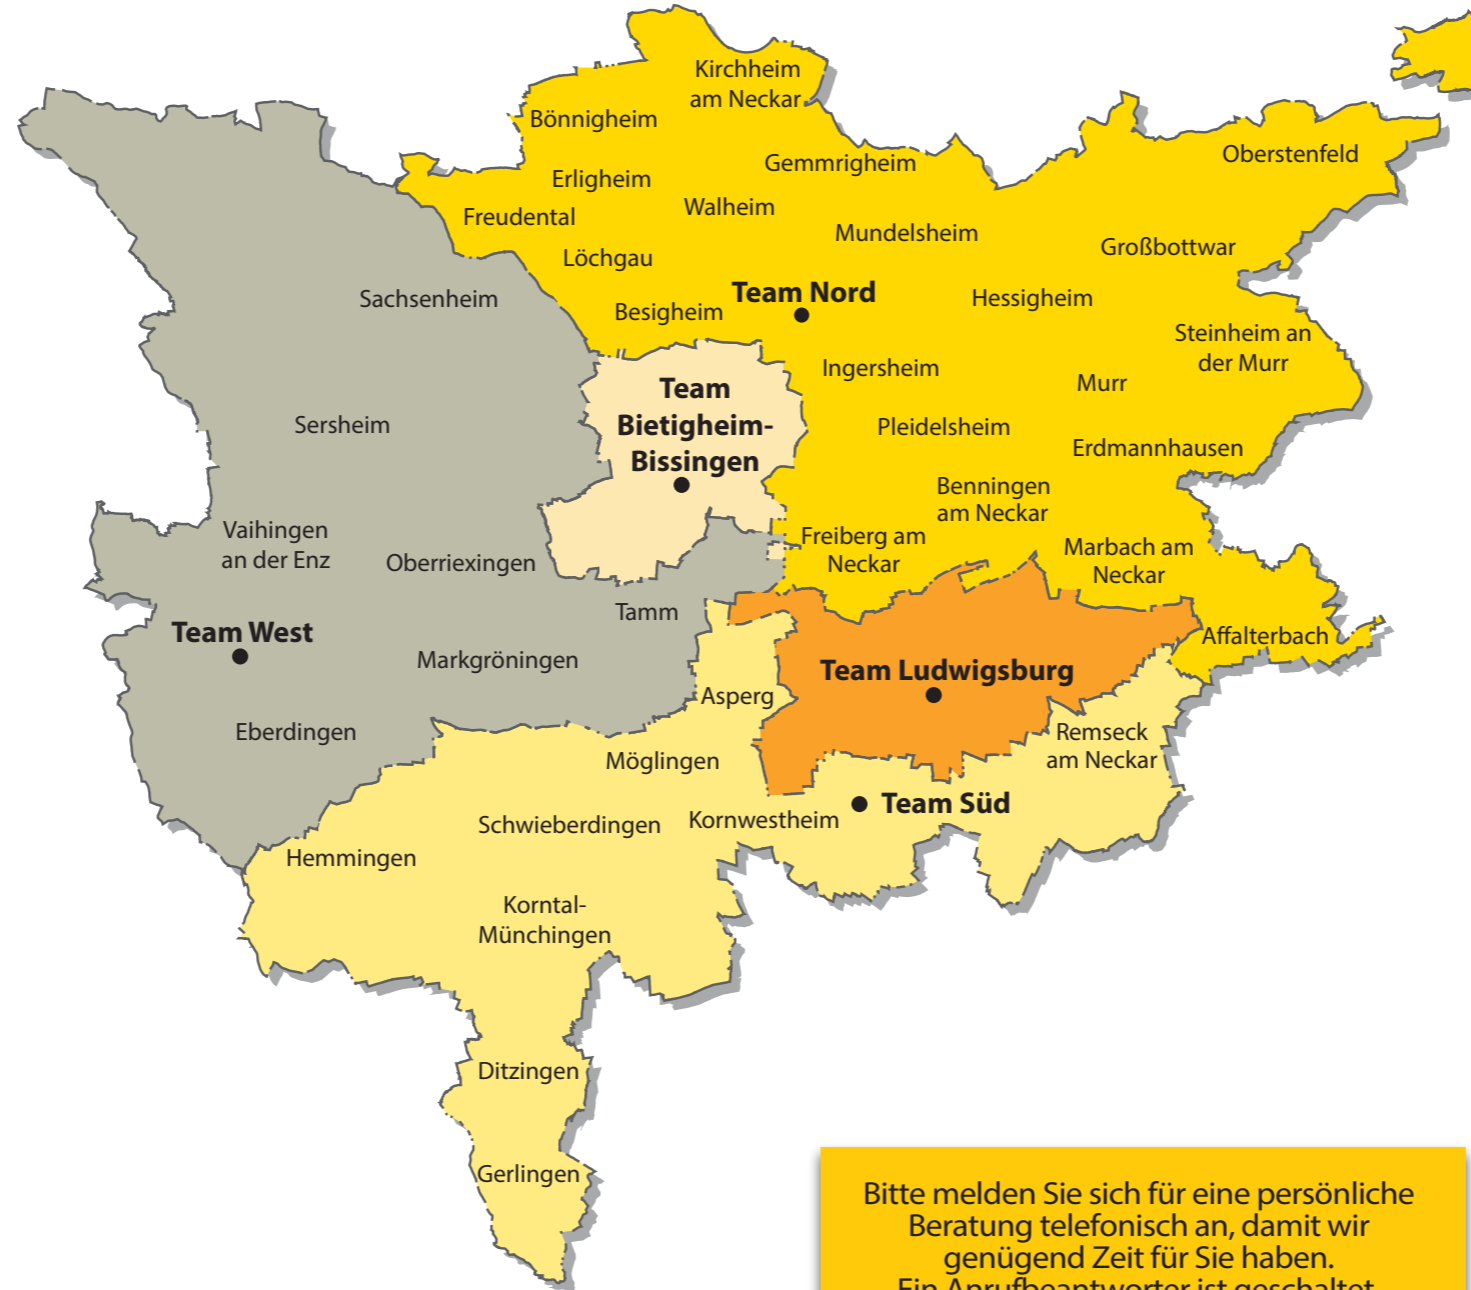 Kirchheim
am Neckar
Bönnigheim
Gemmrigheim
Oberstenfeld
Erligheim
Walheim
Freudental
Mundelsheim
Großbottwar
Löchgau
Sachsenheim
Team Nord
Hessigheim
Besigheim
Steinheim an
der Murr
Ingersheim
Murr
Team
Bietigheim-
Bissingen
Sersheim
Pleidelsheim
Erdmannhausen
Benningen
am Neckar
Vaihingen
an der Enz
Oberriexingen
Freiberg am
Neckar
Marbach am
Neckar
Tamm
Team West
Affalterbach
Markgröningen
Team Ludwigsburg
Asperg
Eberdingen
Remseck
am Neckar
Möglingen
Team Süd
Schwieberdingen
Kornwestheim
Hemmingen
Korntal-
Münchingen
Ditzingen
Gerlingen
Bitte melden Sie sich für eine persönliche
Beratung telefonisch an, damit wir
genügend Zeit für Sie haben.
Ein Anrufbeantworter ist geschaltet